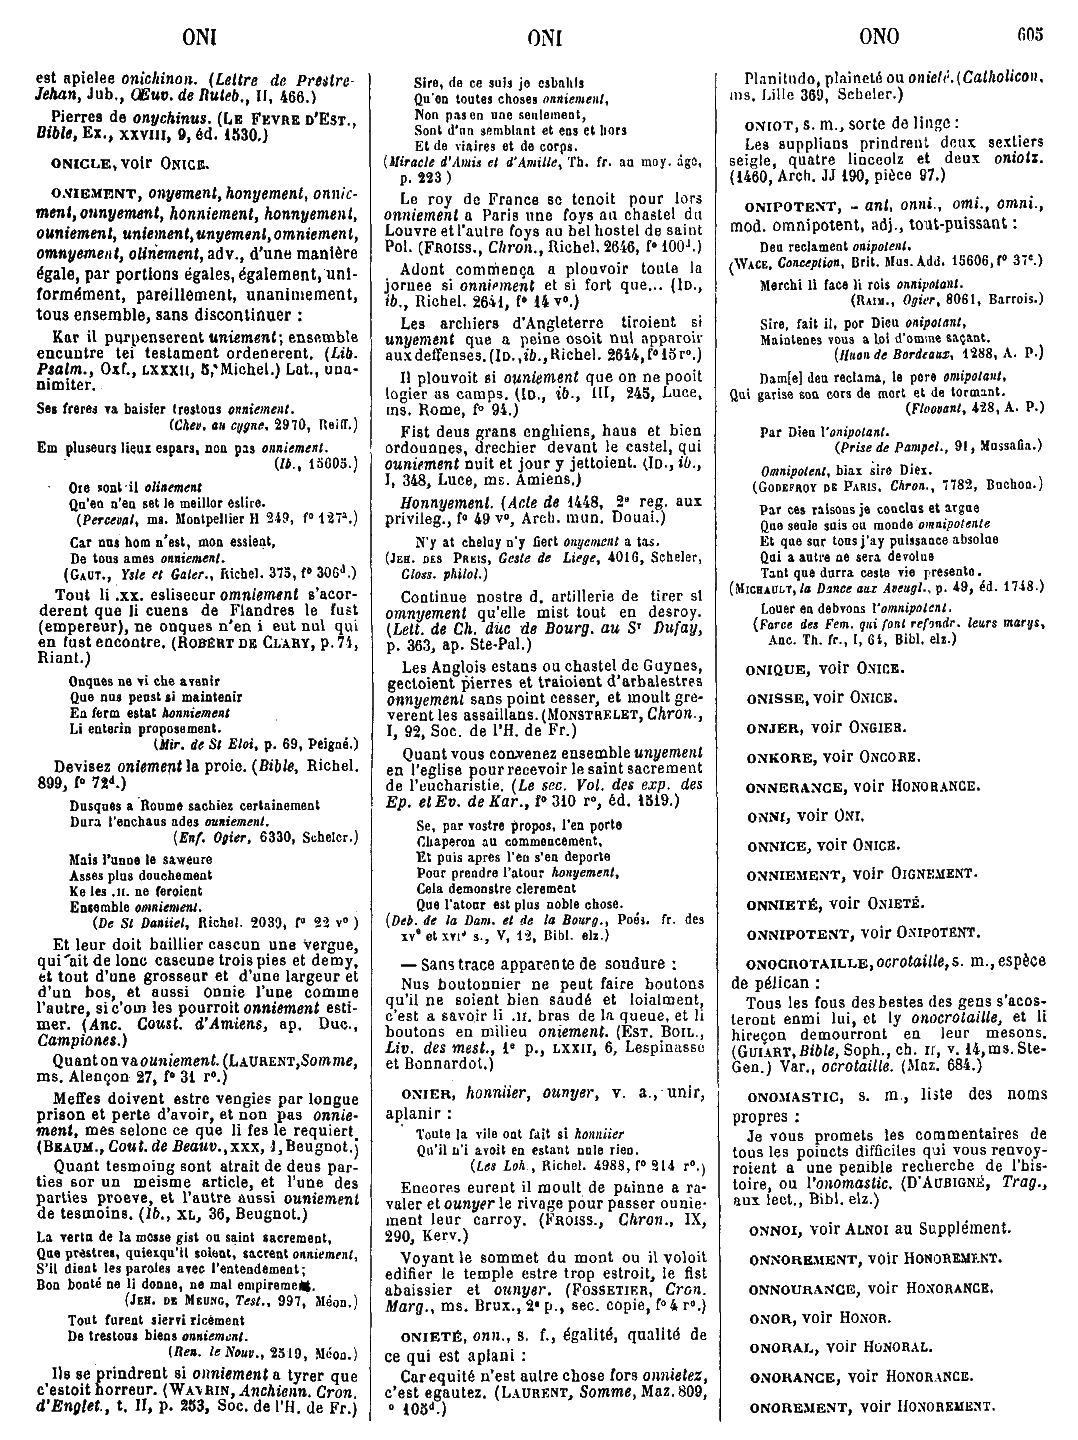 ONI
ONI
ONO
605
est apielee onichinon. (Lettre de Prestre-
Jehan, Jub., Œuv. de Ruteb., II, 466.)
Pierres de onychinus. (LE FEVRE D'EST.,
Bible, Ex., XXVIII, 9, éd. 1530.)
ONICLE, voir ONICE.
ONIEMENT, onyement, honyement, onnie-
ment, onnyement, honniement, honnyement,
ouniement, uniement, unyement, omniement,
omnyement, olinement, adv., d'une manière
égale, par portions égales, également, uni-
formément, pareillement, unanimement,
tous ensemble, sans discontinuer :
Kar il purpenserent uniement; ensemble
encuntre tei testament ordenerent. (Lib.
Psalm., Oxf., LXXXII, 5, Michel.) Lat., una-
nimiter.
Ses freres va baisier trestous onniement.
(Chev. au cygne, 2970, Reiff.)
Em pluseurs lieux espars, non pas onniement.
(Ib., 15005.)
Ore sont il olinement
Qu'en n'en set le meillor eslire.
(Perceval, ms. Montpellier H 249, f° 127a.)
Car nus hom n'est, mon essient,
De tous ames onniement.
(GAUT., Ysle et Galer., Richel. 375, f° 306d.)
Tout li .xx. eslisceur omniement s'acor-
derent que li cuens de Flandres le fust
(empereur), ne onques n'en i eut nul qui
en fust encontre. (ROBERT DE CLARY, p. 74,
Riant.)
Onques ne vi che avenir
Que nus penst si maintenir
En ferm estat honniement
Li enterin proposement.
(Mir. de St Eloi, p. 69, Peigné.)
Devisez oniement la proie. (Bible, Richel.
899, f° 72d.)
Dusques a Roume sachiez certainement
Dura l'enchaus ades ouniement.
(Enf. Ogier, 6330, Scheler.)
Mais l'unne le saweure
Asses plus douchement
Ke les .II. ne feroient
Ensemble omniement.
(De St Daniel, Richel. 2039, f° 22 v°)
Et leur doit baillier cascun une vergue,
qui ait de lonc cascune trois pies et demy,
et tout d'une grosseur et d'une largeur et
d'un bos, et aussi onnie l'une comme
l'autre, si c'om les pourroit onniement esti-
mer. (Anc. Coust. d'Amiens, ap. Duc.,
Campiones.)
Quant on va ouniement. (LAURENT, Somme,
ms. Alençon 27, f° 31 r°.)
Meffes doivent estre vengies par longue
prison et perte d'avoir, et non pas onnie-
ment, mes selonc ce que li fes le requiert.
(BEAUM., Cout. de Beauv., XXX, 1, Beugnot.)
Quant tesmoing sont atrait de deus par-
ties sor un meisme article, et l'une des
parties proeve, et l'autre aussi ouniement
de tesmoins. (Ib., XL, 36, Beugnot.)
La vertu de la messe gist ou saint sacrement,
Que prestres, quiexqu'il soient, sacrent onniement,
S'il dient les paroles avec l'entendement;
Bon bonté ne li donne, ne mal empirement.
(JEH. DE MEUNG, Test., 997, Méon.)
Tout furent siervi ricement
De trestous biens onniement.
(Ren. le Nouv., 2519, Méon.)
Ils se prindrent si onniement a tyrer que
c'estoit horreur. (WAVRIN, Anchienn. Cron.
d'Englet., t. II, p. 253, Soc. de l'H. de Fr.)
Sire, de ce suis je esbahis
Qu'en toutes choses onniement,
Non pas en une seulement,
Sont d'un semblant et ens et hors
Et de viaires et de corps.
(Miracle d'Amis et d'Amille, Th. fr. au moy. âge,
p. 223)
Le roy de France se tenoit pour lors
onniement a Paris une foys au chastel du
Louvre et l'autre foys au bel hostel de saint
Pol. (FROISS., Chron., Richel. 2646, f° 100d.)
Adont commença a plouvoir toute la
jornee si onniement et si fort que... (ID.,
ib., Richel. 2641, f° 14 v°.)
Les archiers d'Angleterre tiroient si
unyement que a peine osoit nul apparoir
aux deffenses. (ID., ib., Richel. 2644, f° 15 r°.)
Il plouvoit si ouniement que on ne pooit
logier as camps. (ID., ib., III, 245, Luce,
ms. Rome, f° 94.)
Fist deus grans enghiens, haus et bien
ordounnes, drechier devant le castel, qui
ouniement nuit et jour y jettoient. (ID., ib.,
I, 348, Luce, ms. Amiens.)
Honnyement. (Acte de 1448, 2e reg. aux
privileg., f° 49 v°, Arch. mun. Douai.)
N'y at cheluy n'y fiert onyement a tas.
(JEH. DES PREIS, Geste de Liege, 4016, Scheler,
Gloss. philol.)
Continue nostre d. artillerie de tirer si
omnyement qu'elle mist tout en desroy.
(Lett. de Ch. duc de Bourg. au Sr Dufay,
p. 363, ap. Ste-Pal.)
Les Anglois estans ou chastel de Guynes,
gectoient pierres et traioient d'arbalestres
onnyement sans point cesser, et moult gre-
verent les assaillans. (MONSTRELET, Chron.,
I, 92, Soc. de l'H. de Fr.)
Quant vous convenez ensemble unyement
en l'eglise pour recevoir le saint sacrement
de l'eucharistie. (Le sec. Vol. des exp. des
Ep. et Ev. de Kar., f° 310 r°, éd. 1519.)
Se, par vostre propos, l'en porte
Chaperon au commencement,
Et puis apres l'en s'en deporte
Pour prendre l'atour honyement,
Cela demonstre clerement
Que l'atour est plus noble chose.
(Deb. de la Dam. et de la Bourg., Poés. fr. des
xve et xvie s., V, 12, Bibl. elz.)
— Sans trace apparente de soudure :
Nus boutonnier ne peut faire boutons
qu'il ne soient bien saudé et loialment,
c'est a savoir li .II. bras de la queue, et li
boutons en milieu oniement. (EST. BOIL.,
Liv. des mest., 1e p., LXXII, 6, Lespinasse
et Bonnardot.)
ONIER, honniier, ounyer, v. a., unir,
aplanir :
Toute la vile ont fait si honniier
Qu'il n'i avoit en estant nule rien.
(Les Loh., Richel. 4988, f° 214 r°.)
Encores eurent il moult de painne a ra-
valer et ounyer le rivage pour passer ounie-
ment leur carroy. (FROISS., Chron., IX,
290, Kerv.)
Voyant le sommet du mont ou il voloit
edifier le temple estre trop estroit, le fist
abaissier et ounyer. (FOSSETIER, Cron.
Marg., ms. Brux., 2e p., sec. copie, f° 4 r°.)
ONIETÉ, onn., s. f., égalité, qualité de
ce qui est aplani :
Car equité n'est autre chose fors onnietez,
c'est egautez. (LAURENT, Somme, Maz. 809,
° 105d.)
Planitudo, plaineté ou onieté. (Catholicon,
ms. Lille 369, Scheler.)
ONIOT, s. m., sorte de linge :
Les supplians prindrent deux sextiers
seigle, quatre linceolz et deux oniotz.
(1460, Arch. JJ 190, pièce 97.)
ONIPOTENT, - ant, onni., omi., omni.,
mod. omnipotent, adj., tout-puissant :
Deu reclament onipotent.
(WACE, Conception, Brit. Mus. Add. 15606, f° 37c.)
Merchi li face li rois onnipotant.
(RAIM., Ogier, 8061, Barrois.)
Sire, fait il, por Dieu onipotant,
Maintenes vous a loi d'omme saçant.
(Huon de Bordeaux, 1288, A. P.)
Dam[e] deu reclama, le pere omipotant,
Qui garise son cors de mort et de tormant.
(Floovant, 428, A. P.)
Par Dieu l'onipotant.
(Prise de Pampel., 91, Mussafia.)
Omnipotent, biax sire Diex.
(GODEFROY DE PARIS, Chron., 7782, Buchon.)
Par ces raisons je conclus et argue
Que seule suis ou monde omnipotente
Et que sur tous j'ay puissance absolue
Qui a autre ne sera devolue
Tant que durra ceste vie presente.
(MICHAULT, la Dance aux Aveugl., p. 49, éd. 1748.)
Louer en debvons l'omnipotent.
(Farce des Fem. qui font refondr. leurs marys,
Anc. Th. fr., I, 64, Bibl. elz.)
ONIQUE, voir ONICE.
ONISSE, voir ONICE.
ONJER, voir ONGIER.
ONKORE, voir ONCORE.
ONNERANCE, voir HONORANCE.
ONNI, voir ONI.
ONNICE, voir ONICE.
ONNIEMENT, voir OIGNEMENT.
ONNIETÉ, voir ONIETÉ.
ONNIPOTENT, voir ONIPOTENT.
ONOCROTAILLE, ocrotaille, s. m., espèce
de pélican :
Tous les fous des bestes des gens s'acos-
teront enmi lui, et ly onocrotaille, et li
hireçon demourront en leur mesons.
(GUIART, Bible, Soph., ch. II, v. 14, ms. Ste-
Gen.) Var., ocrotaille. (Maz. 684.)
ONOMASTIC, s. m., liste des noms
propres :
Je vous promets les commentaires de
tous les poincts difficiles qui vous renvoy-
roient a une penible recherche de l'his-
toire, ou l'onomastic. (D'AUBIGNÉ, Trag.,
aux lect., Bibl. elz.)
ONNOI, voir ALNOI au Supplément.
ONNOREMENT, voir HONOREMENT.
ONNOURANCE, voir HONORANCE.
ONOR, voir HONOR.
ONORAL, voir HONORAL.
ONORANCE, voir HONORANCE.
ONOREMENT, voir HONOREMENT.